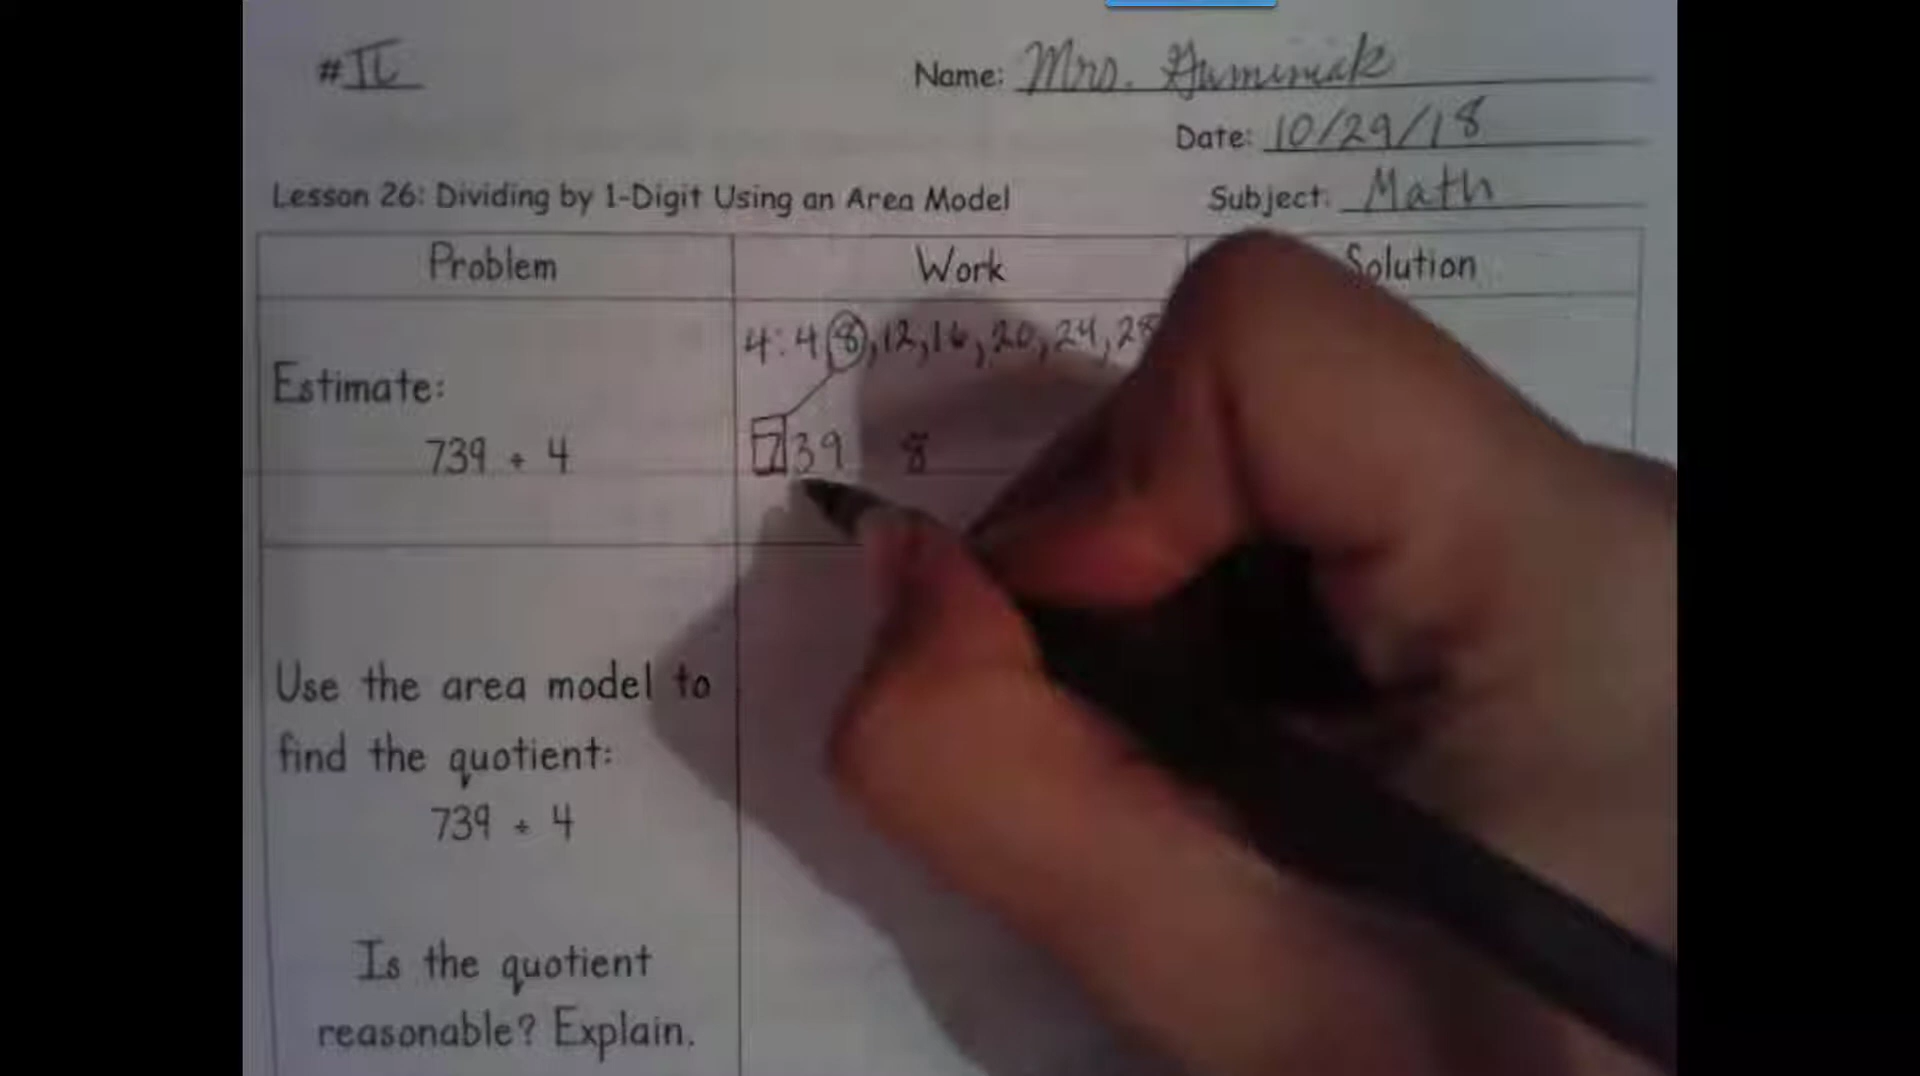 #II
Name: Mrs. Guminiak
Date: 10/29/18
Lesson 26: Dividing by 1-Digit Using an Area Model
Subject: Math
Problem
Work
Solution
Estimate:
739 ÷ 4
4: 4, 8, 12, 16, 20, 24, 28
739 8
Use the area model to
find the quotient:
739 ÷ 4
Is the quotient
reasonable? Explain.